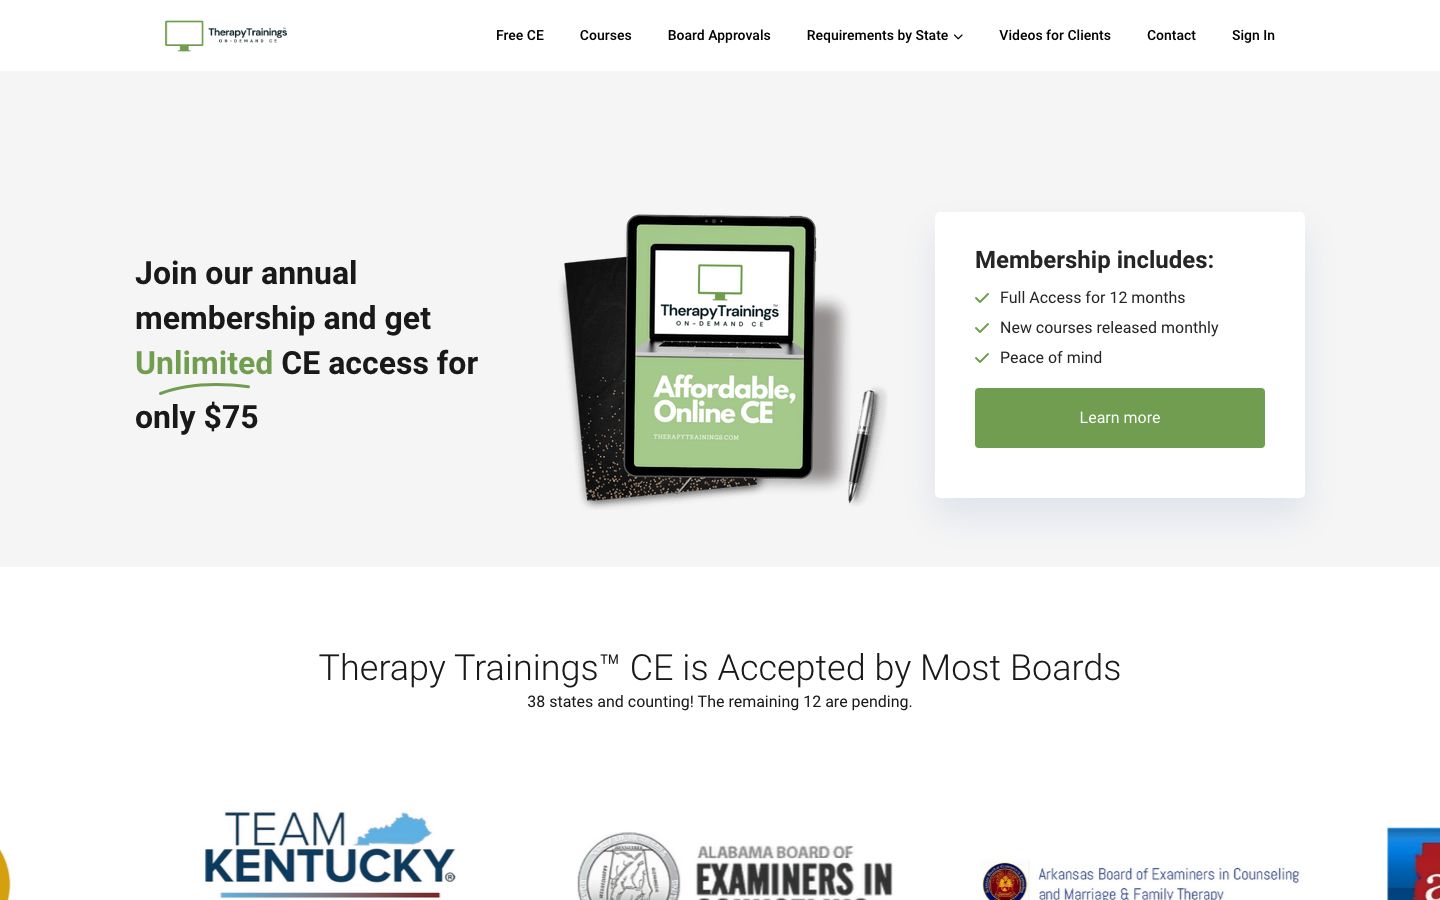 TherapyTrainings
ON-DEMAND CE
Free CE
Courses
Board Approvals
Requirements by State
Videos for Clients
Contact
Sign In
Join our annual
membership and get
Unlimited CE access for
only $75
TherapyTrainings™
ON-DEMAND CE
Affordable,
Online CE
THERAPYTRAININGS.COM
Membership includes:
Full Access for 12 months
New courses released monthly
Peace of mind
Learn more
Therapy Trainings™ CE is Accepted by Most Boards
38 states and counting! The remaining 12 are pending.
TEAM
KENTUCKY®
ALABAMA BOARD OF
EXAMINERS IN
Arkansas Board of Examiners in Counseling
and Marriage & Family Therapy